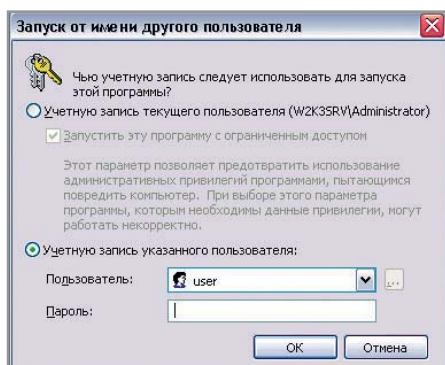 Запуск от имени другого пользователя
Чью учетную запись следует использовать для запуска
этой программы?
Учетную запись текущего пользователя (W2K3SRV\Administrator)
Запустить эту программу с ограниченным доступом
Этот параметр позволяет предотвратить использование
административных привилегий программами, пытающимся
повредить компьютер. При выборе этого параметра
программы, которым необходимы данные привилегии, могут
работать некорректно.
Учетную запись указанного пользователя:
Пользователь: user ...
Пароль:
OK Отмена